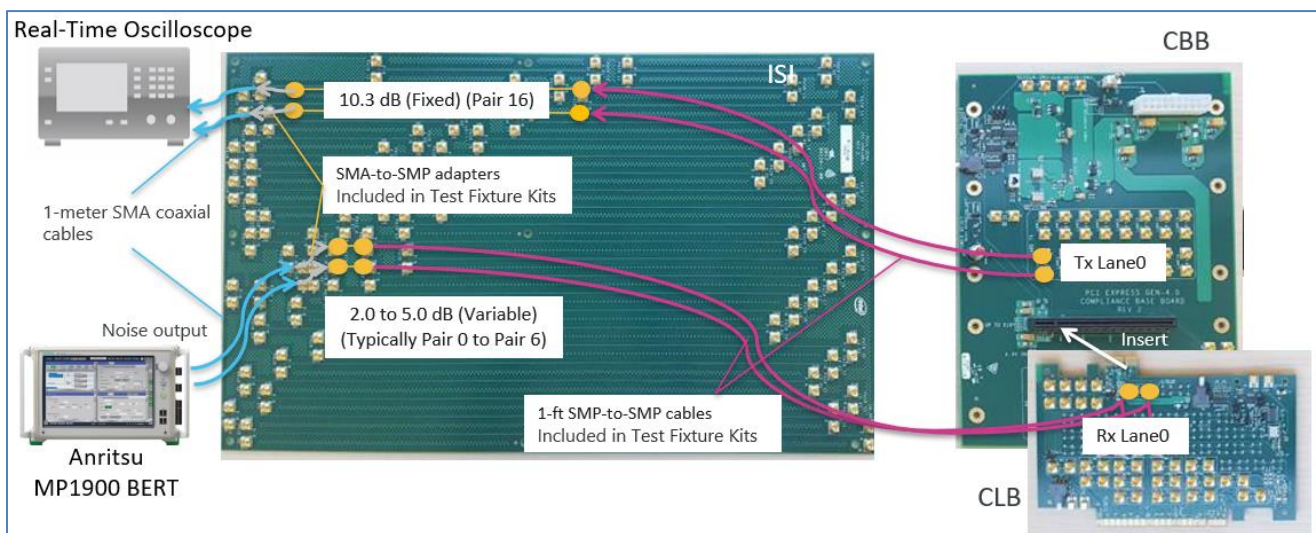 Real-Time Oscilloscope
ISI
CBB
10.3 dB (Fixed) (Pair 16)
SMA-to-SMP adapters
Included in Test Fixture Kits
1-meter SMA coaxial
cables
Tx Lane0
PCI EXPRESS GEN-4.0
COMPLIANCE BASE BOARD
REV 2
Noise output
2.0 to 5.0 dB (Variable)
(Typically Pair 0 to Pair 6)
Insert
1-ft SMP-to-SMP cables
Included in Test Fixture Kits
Rx Lane0
Anritsu
MP1900 BERT
CLB